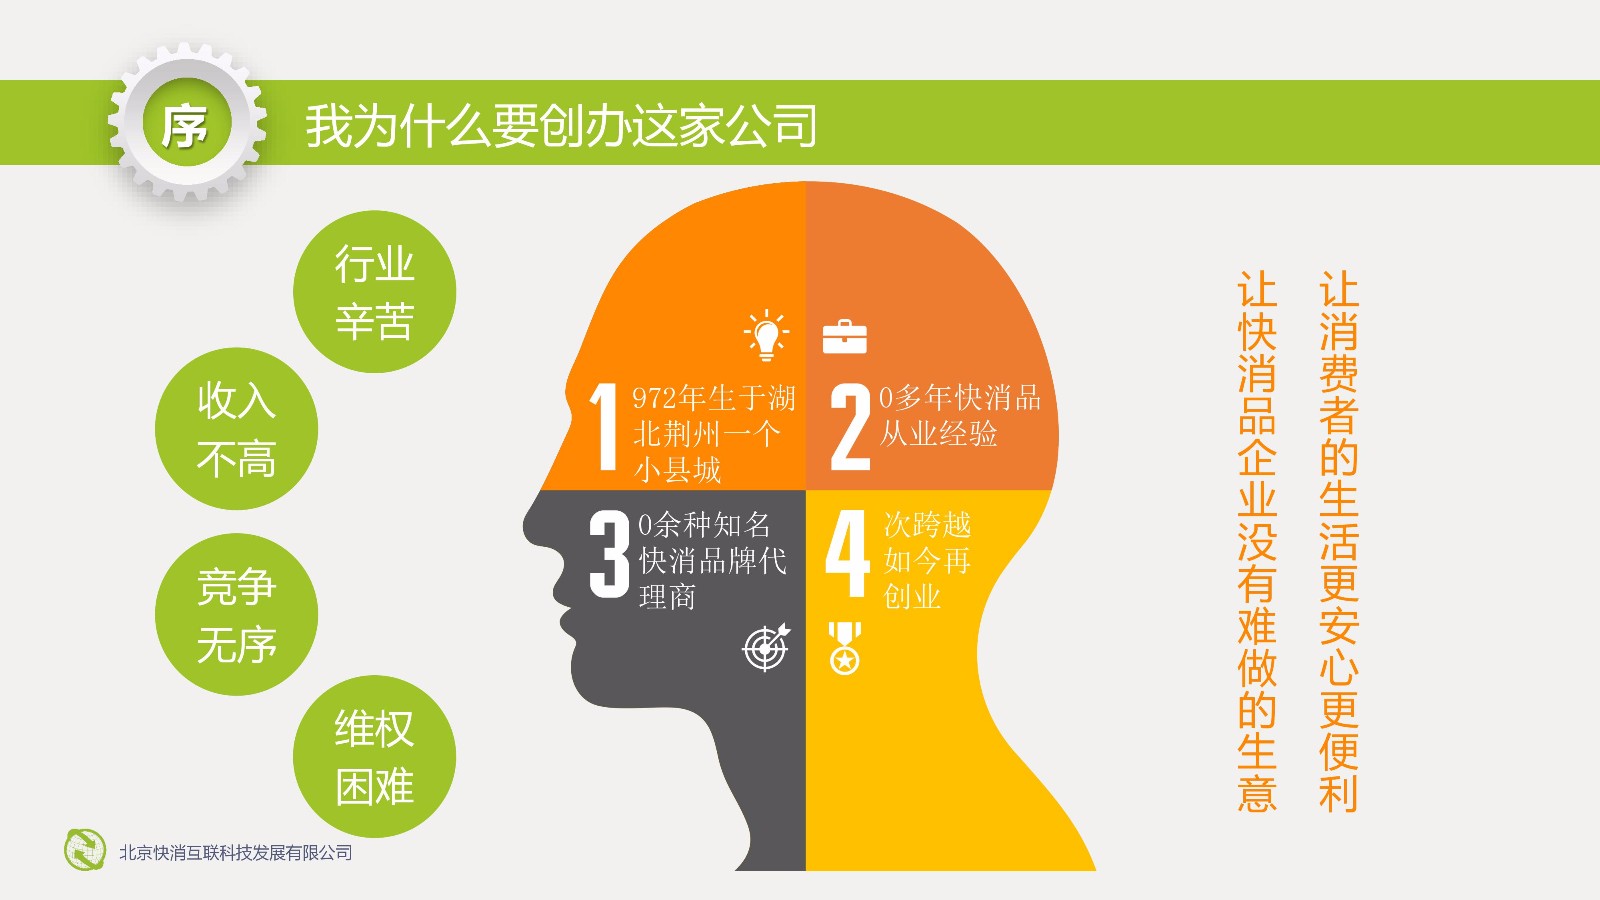 序
我为什么要创办这家公司
行业
辛苦
收入
不高
竞争
无序
维权
困难
1972年生于湖
北荆州一个
小县城
20多年快消品
从业经验
30余种知名
快消品牌代
理商
4次跨越
如今再
创业
让消费者的生活更安心更便利
让快消品企业没有难做的生意
北京快消互联科技发展有限公司